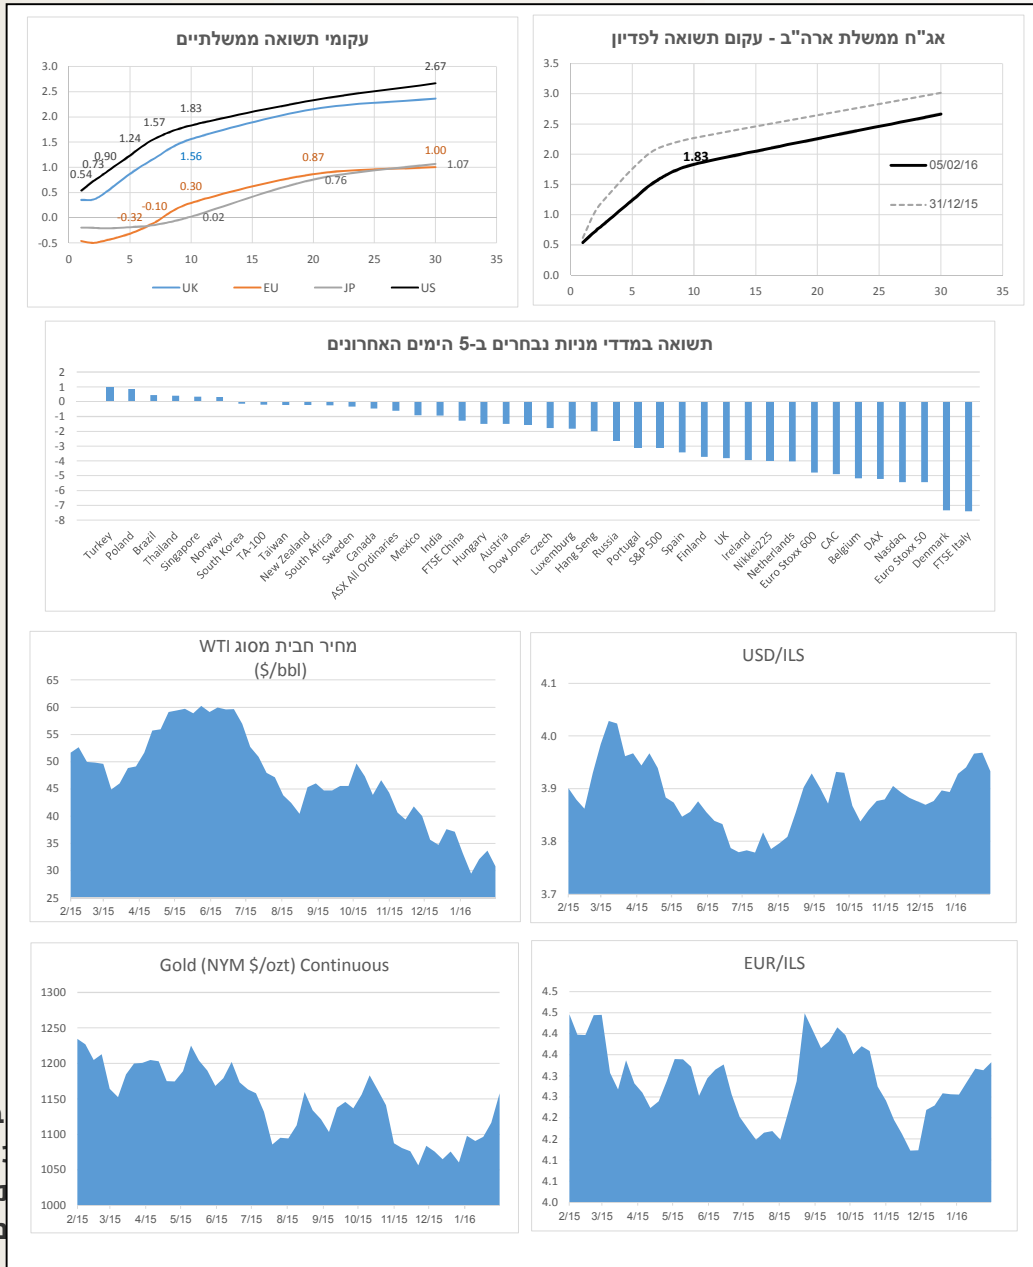 עקומי תשואה ממשלתיים
3.0
2.5
2.0
1.5
1.0
0.5
0.0
-0.5
0 5 10 15 20 25 30 35
0.54
0.73
0.90
1.24
1.57
1.83
2.67
1.56
-0.32
-0.10
0.30
0.87
1.00
0.02
0.76
1.07
UK EU JP US
אג"ח ממשלת ארה"ב - עקום תשואה לפדיון
3.5
3.0
2.5
2.0
1.5
1.0
0.5
0.0
0 5 10 15 20 25 30 35
1.83
05/02/16
31/12/15
תשואה במדדי מניות נבחרים ב-5 הימים האחרונים
2
1
0
-1
-2
-3
-4
-5
-6
-7
-8
Turkey
Poland
Brazil
Thailand
Singapore
Norway
South Korea
TA-100
Taiwan
New Zealand
South Africa
Sweden
Canada
ASX All Ordinaries
Mexico
India
FTSE China
Hungary
Austria
Dow Jones
czech
Luxemburg
Hang Seng
Russia
Portugal
S&P 500
Spain
Finland
UK
Ireland
Nikkei225
Netherlands
Euro Stoxx 600
CAC
Belgium
DAX
Nasdaq
Euro Stoxx 50
Denmark
FTSE Italy
מחיר חבית מסוג WTI
($/bbl)
65
60
55
50
45
40
35
30
25
2/15 3/15 4/15 5/15 6/15 7/15 8/15 9/15 10/15 11/15 12/15 1/16
USD/ILS
4.1
4.0
3.9
3.8
3.7
2/15 3/15 4/15 5/15 6/15 7/15 8/15 9/15 10/15 11/15 12/15 1/16
Gold (NYM $/ozt) Continuous
1300
1250
1200
1150
1100
1050
1000
2/15 3/15 4/15 5/15 6/15 7/15 8/15 9/15 10/15 11/15 12/15 1/16
EUR/ILS
4.5
4.5
4.4
4.4
4.3
4.3
4.2
4.2
4.1
4.1
4.0
2/15 3/15 4/15 5/15 6/15 7/15 8/15 9/15 10/15 11/15 12/15 1/16